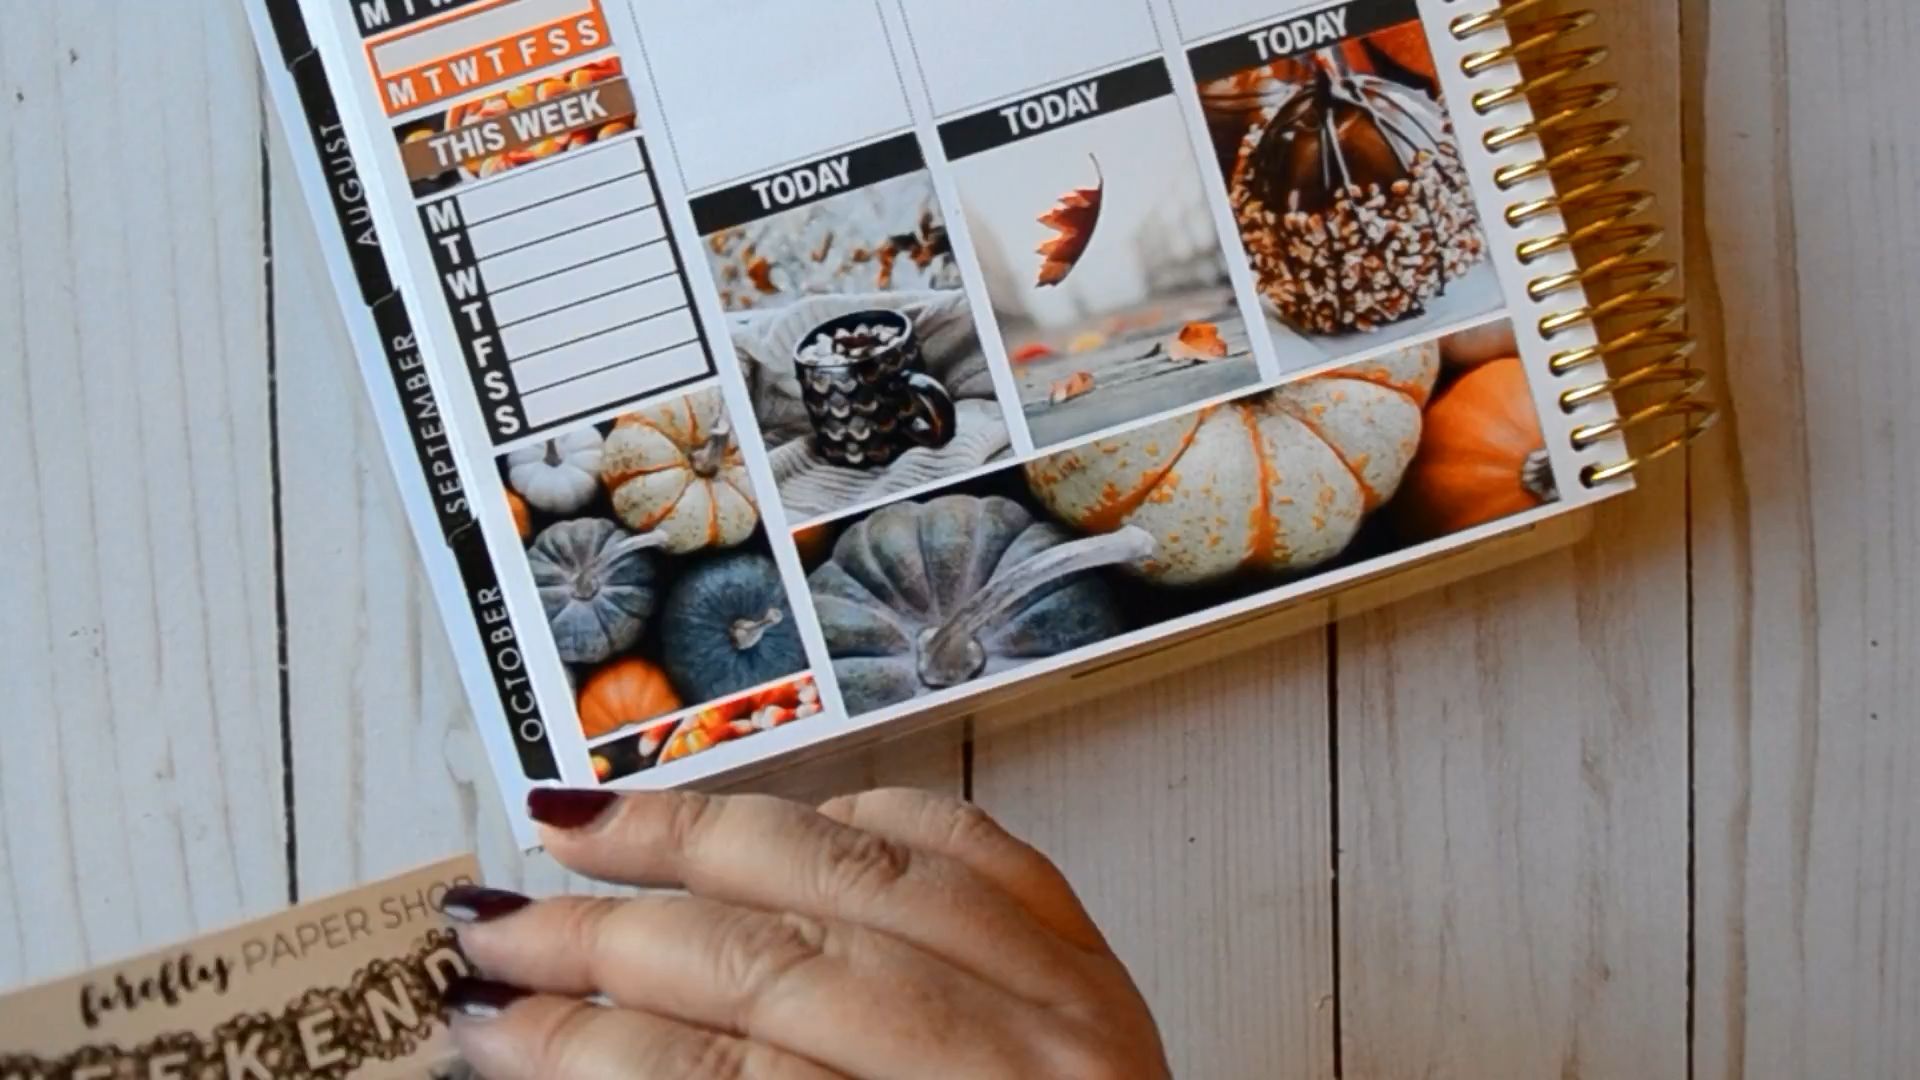 M T W T F S S
THIS WEEK
M
T
W
T
F
S
S
TODAY
TODAY
TODAY
AUGUST
SEPTEMBER
OCTOBER
firefly PAPER SHOP